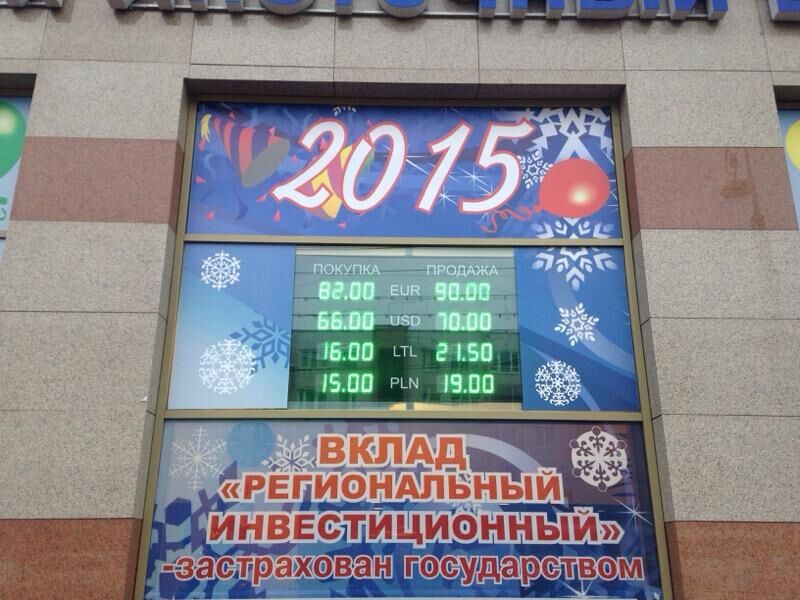 2015
ПОКУПКА ПРОДАЖА
82.00 EUR 90.00
66.00 USD 70.00
16.00 LTL 21.50
15.00 PLN 19.00
ВКЛАД
«РЕГИОНАЛЬНЫЙ
ИНВЕСТИЦИОННЫЙ»
-застрахован государством